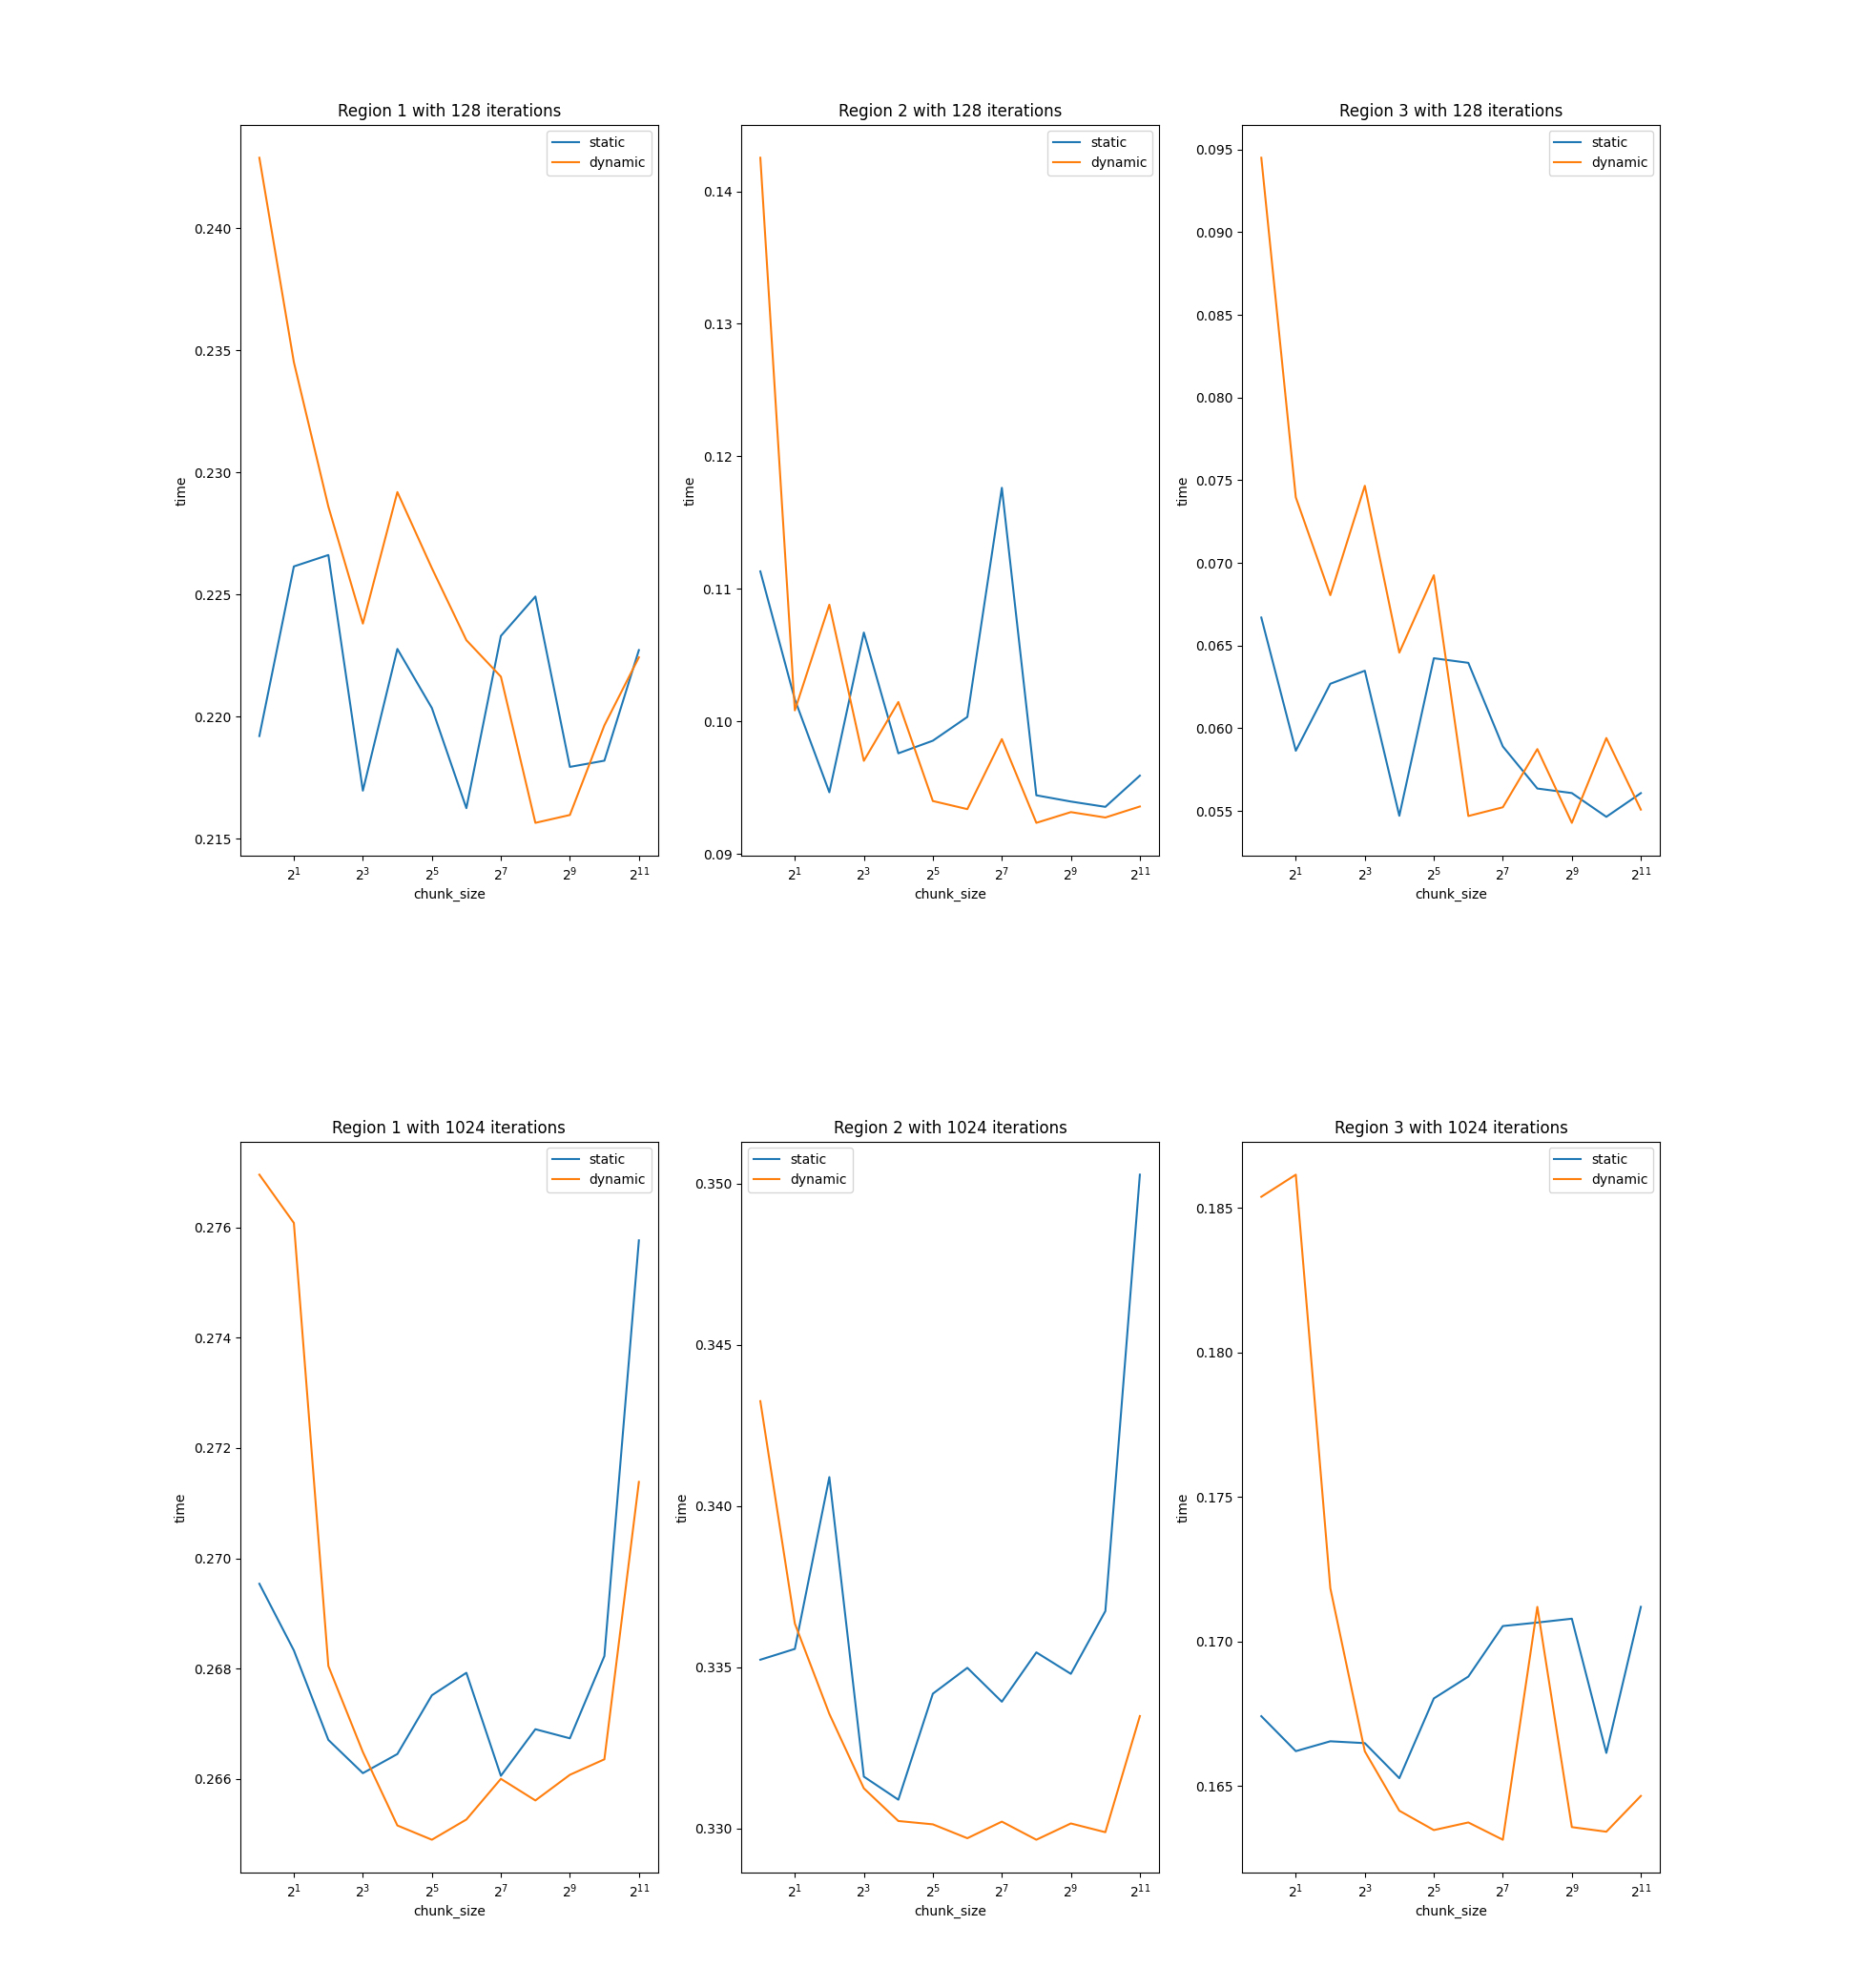 Region 1 with 128 iterations
static
dynamic
0.240
0.235
0.230
0.225
0.220
0.215
time
2^1 2^3 2^5 2^7 2^9 2^11
chunk_size
Region 2 with 128 iterations
static
dynamic
0.14
0.13
0.12
0.11
0.10
0.09
time
2^1 2^3 2^5 2^7 2^9 2^11
chunk_size
Region 3 with 128 iterations
static
dynamic
0.095
0.090
0.085
0.080
0.075
0.070
0.065
0.060
0.055
time
2^1 2^3 2^5 2^7 2^9 2^11
chunk_size
Region 1 with 1024 iterations
static
dynamic
0.276
0.274
0.272
0.270
0.268
0.266
time
2^1 2^3 2^5 2^7 2^9 2^11
chunk_size
Region 2 with 1024 iterations
static
dynamic
0.350
0.345
0.340
0.335
0.330
time
2^1 2^3 2^5 2^7 2^9 2^11
chunk_size
Region 3 with 1024 iterations
static
dynamic
0.185
0.180
0.175
0.170
0.165
time
2^1 2^3 2^5 2^7 2^9 2^11
chunk_size